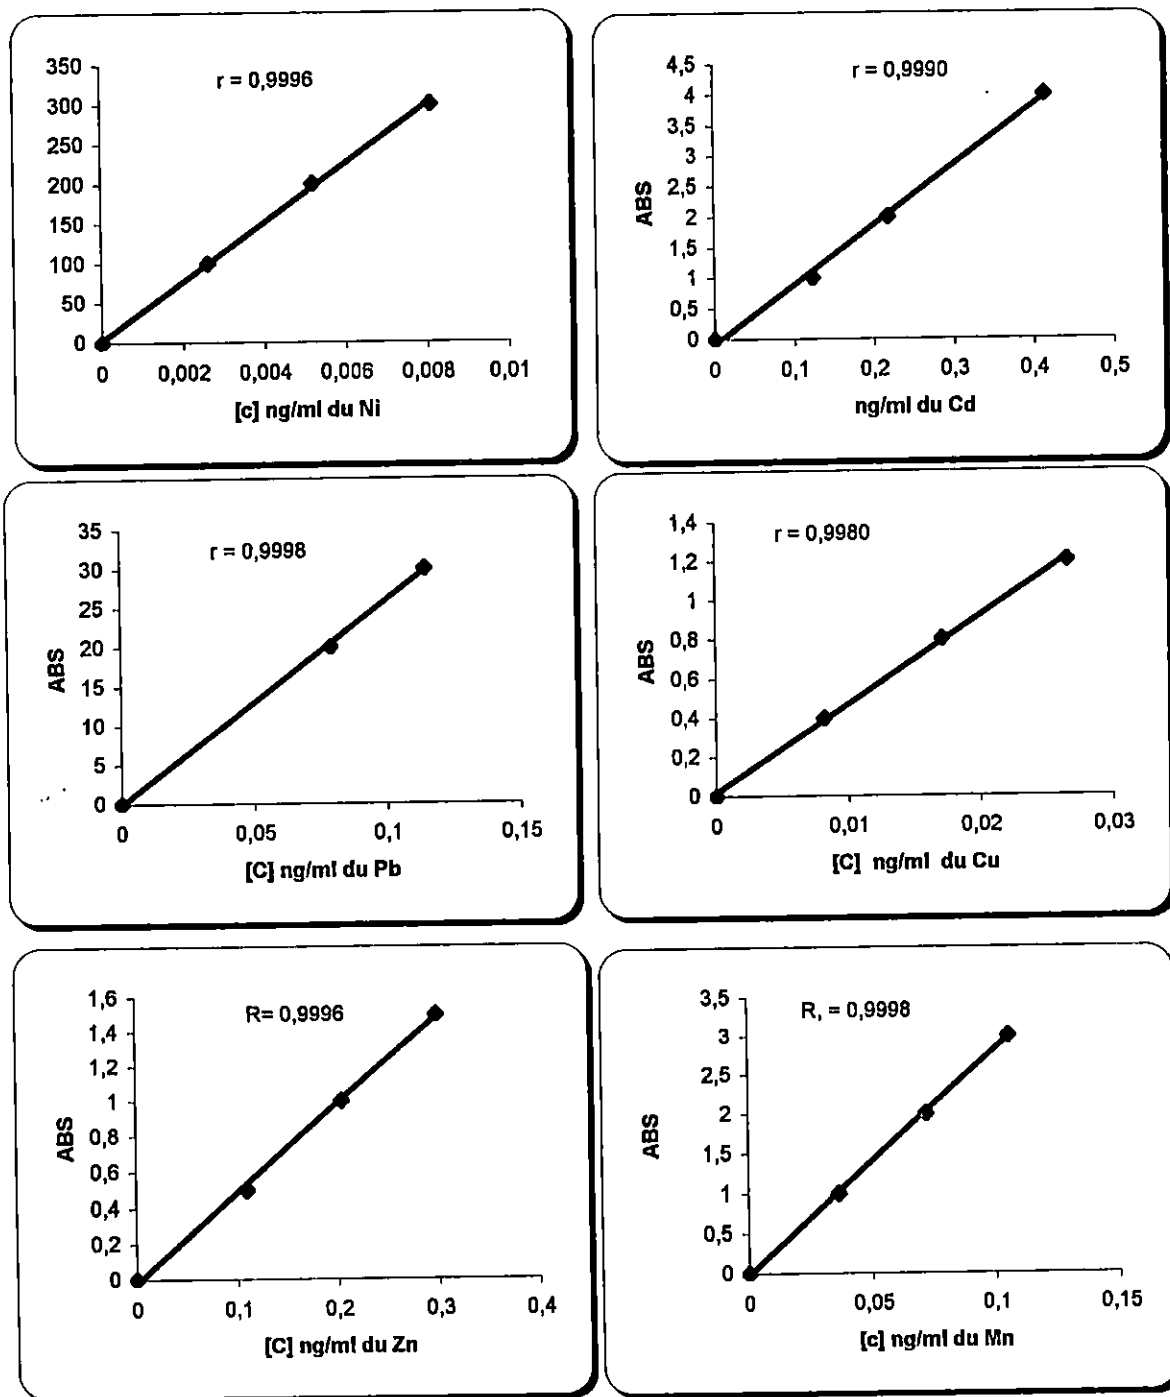 r = 0,9996
350
300
250
200
150
100
50
0
0 0,002 0,004 0,006 0,008 0,01
[c] ng/ml du Ni
r = 0,9990
4,5
4
3,5
3
2,5
2
1,5
1
0,5
0
ABS
0 0,1 0,2 0,3 0,4 0,5
ng/ml du Cd
r = 0,9998
35
30
25
20
15
10
5
0
ABS
0 0,05 0,1 0,15
[C] ng/ml du Pb
r = 0,9980
1,4
1,2
1
0,8
0,6
0,4
0,2
0
ABS
0 0,01 0,02 0,03
[C] ng/ml du Cu
R= 0,9996
1,6
1,4
1,2
1
0,8
0,6
0,4
0,2
0
ABS
0 0,1 0,2 0,3 0,4
[C] ng/ml du Zn
R, = 0,9998
3,5
3
2,5
2
1,5
1
0,5
0
ABS
0 0,05 0,1 0,15
[c] ng/ml du Mn